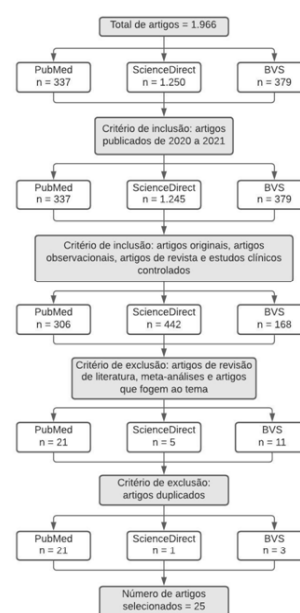 Total de artigos = 1.966
PubMed
n = 337
ScienceDirect
n = 1.250
BVS
n = 379
Critério de inclusão: artigos
publicados de 2020 a 2021
PubMed
n = 337
ScienceDirect
n = 1.245
BVS
n = 379
Critério de inclusão: artigos originais, artigos
observacionais, artigos de revista e estudos clínicos
controlados
PubMed
n = 306
ScienceDirect
n = 442
BVS
n = 168
Critério de exclusão: artigos de revisão
de literatura, meta-análises e artigos
que fogem ao tema
PubMed
n = 21
ScienceDirect
n = 5
BVS
n = 11
Critério de exclusão:
artigos duplicados
PubMed
n = 21
ScienceDirect
n = 1
BVS
n = 3
Número de artigos
selecionados = 25